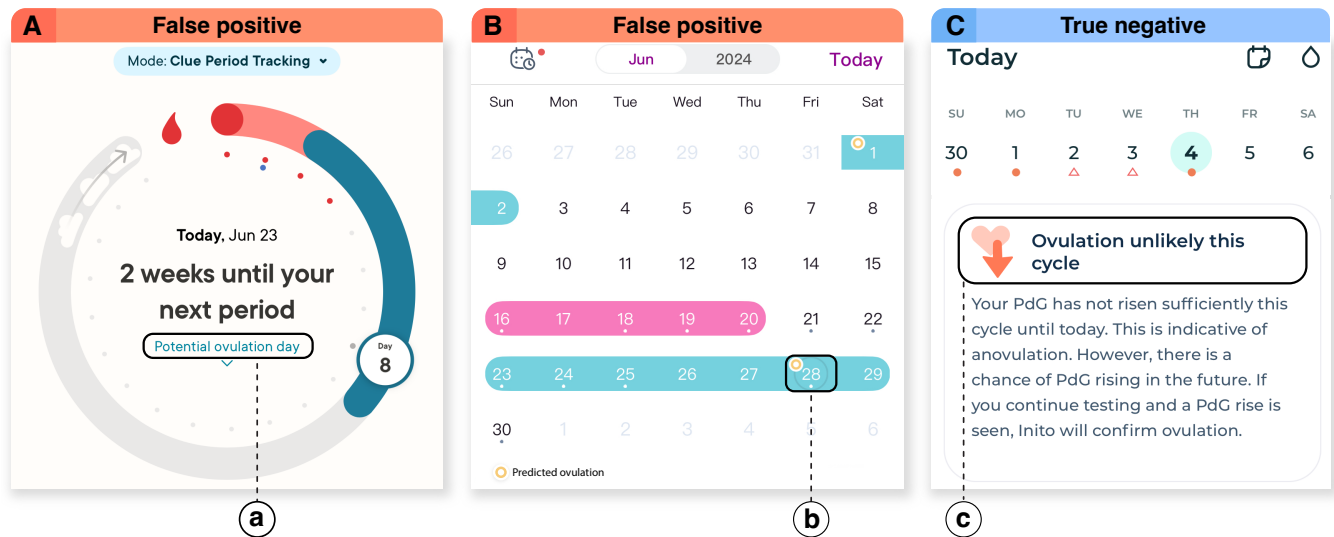 A False positive
Mode: Clue Period Tracking
Today, Jun 23
2 weeks until your
next period
Potential ovulation day
Day
8
a
B False positive
Jun 2024 Today
Sun Mon Tue Wed Thu Fri Sat
26 27 28 29 30 31 1
2 3 4 5 6 7 8
9 10 11 12 13 14 15
16 17 18 19 20 21 22
23 24 25 26 27 28 29
30 1 2 3 4 5 6
Predicted ovulation
b
C True negative
Today
SU MO TU WE TH FR SA
30 1 2 3 4 5 6
Ovulation unlikely this
cycle
Your PdG has not risen sufficiently this
cycle until today. This is indicative of
anovulation. However, there is a
chance of PdG rising in the future. If
you continue testing and a PdG rise is
seen, Inito will confirm ovulation.
c